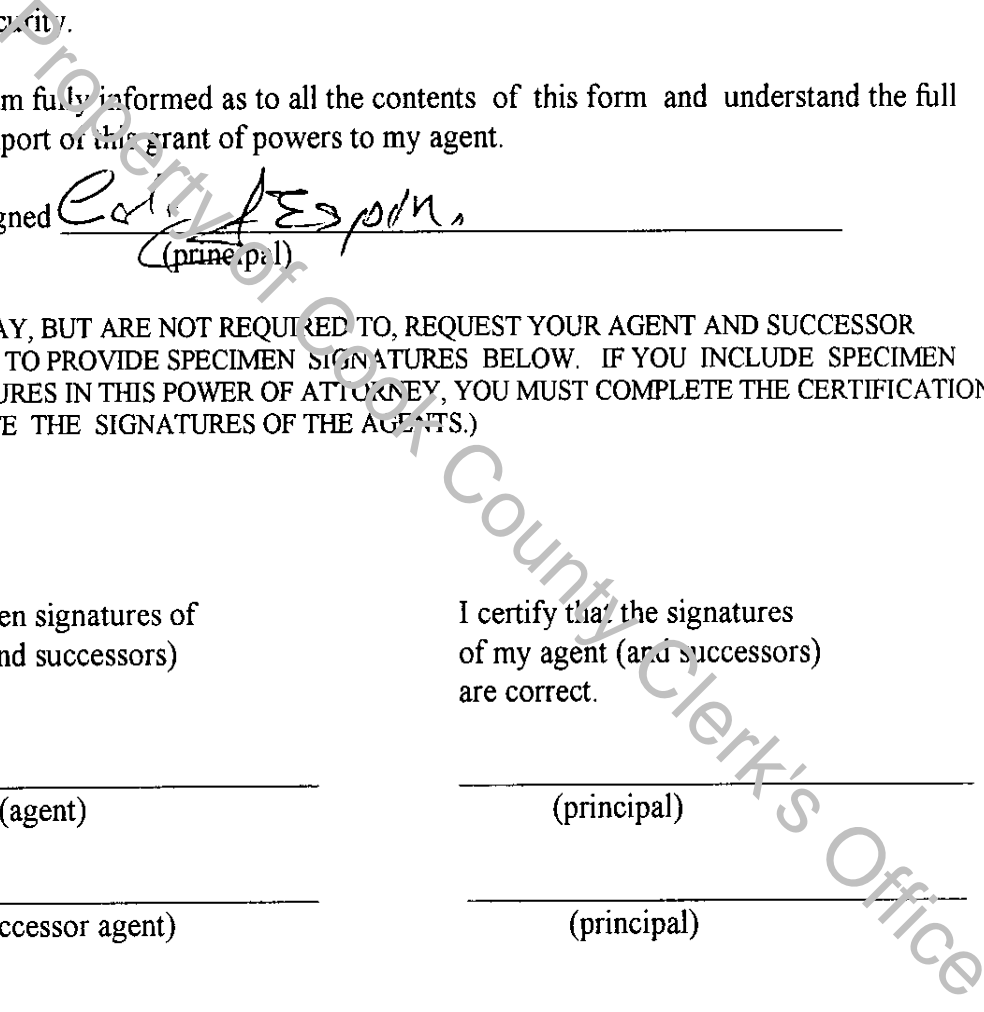 curity.
m fully informed as to all the contents of this form and understand the full
port of this grant of powers to my agent.
gned
(principal)
AY, BUT ARE NOT REQUIRED TO, REQUEST YOUR AGENT AND SUCCESSOR
TO PROVIDE SPECIMEN SIGNATURES BELOW. IF YOU INCLUDE SPECIMEN
URES IN THIS POWER OF ATTORNEY, YOU MUST COMPLETE THE CERTIFICATION
E THE SIGNATURES OF THE AGENTS.)
en signatures of
nd successors)
I certify that the signatures
of my agent (and successors)
are correct.
(agent)
(principal)
ccessor agent)
(principal)
Property of Cook County Clerk's Office